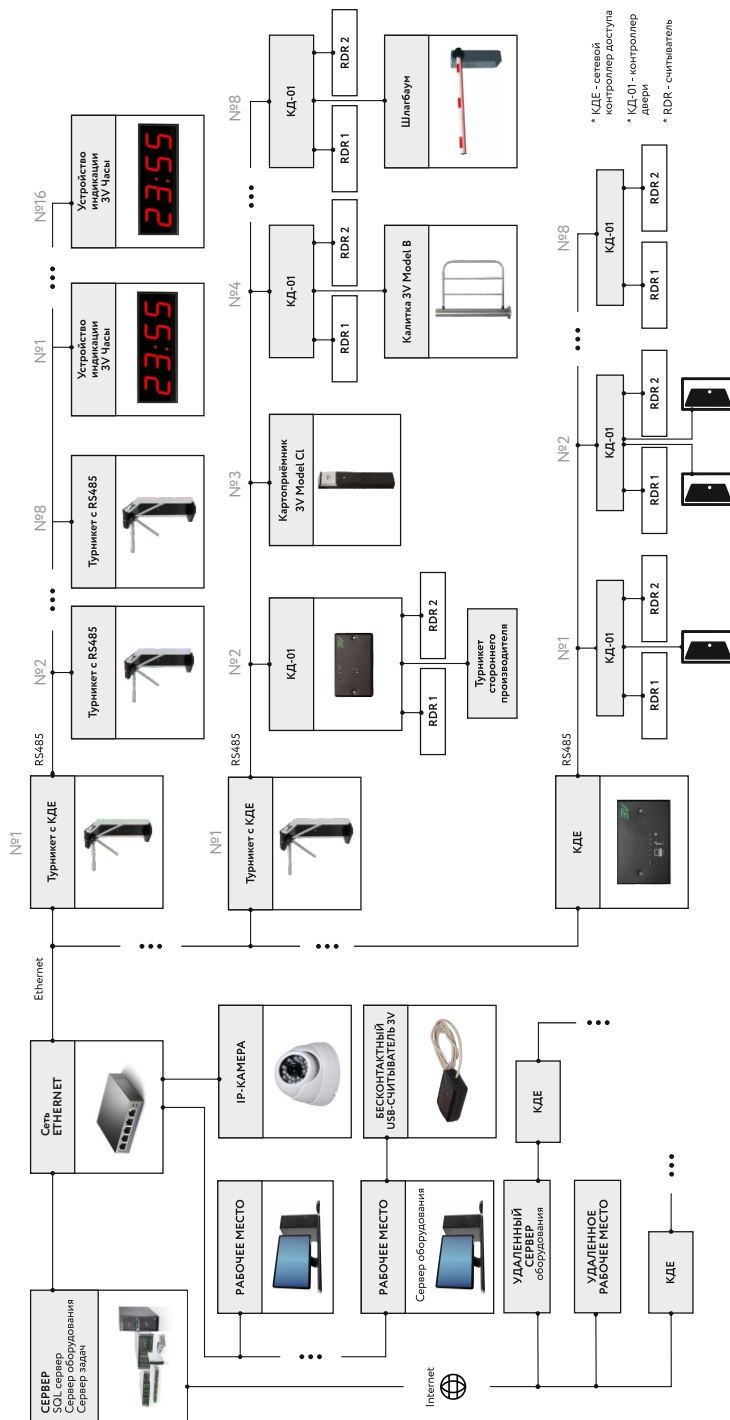 СЕРВЕР
SQL сервер
Сервер оборудования
Сервер задач
Сеть
ETHERNET
Ethernet
№1
Турникет с КДЕ
RS485
№2
Турникет с RS485
№8
Турникет с RS485
№1
Устройство
индикации
3V Часы
23:55
№16
Устройство
индикации
3V Часы
23:55
РАБОЧЕЕ МЕСТО
IP-КАМЕРА
№1
Турникет с КДЕ
RS485
№2
КД-01
RDR 1
RDR 2
Турникет
стороннего
производителя
№3
Картоприёмник
3V Model Cl
№4
КД-01
RDR 1
RDR 2
Калитка 3V Model B
№8
КД-01
RDR 1
RDR 2
Шлагбаум
РАБОЧЕЕ МЕСТО
Сервер оборудования
БЕСКОНТАКТНЫЙ
USB-СЧИТЫВАТЕЛЬ 3V
Internet
УДАЛЕННЫЙ
СЕРВЕР
оборудования
КДЕ
УДАЛЕННОЕ
РАБОЧЕЕ МЕСТО
КДЕ
КДЕ
RS485
№1
КД-01
RDR 1
RDR 2
№2
КД-01
RDR 1
RDR 2
№8
КД-01
RDR 1
RDR 2
* КДЕ - сетевой
контроллер доступа
* КД-01 - контроллер
двери
* RDR - считыватель